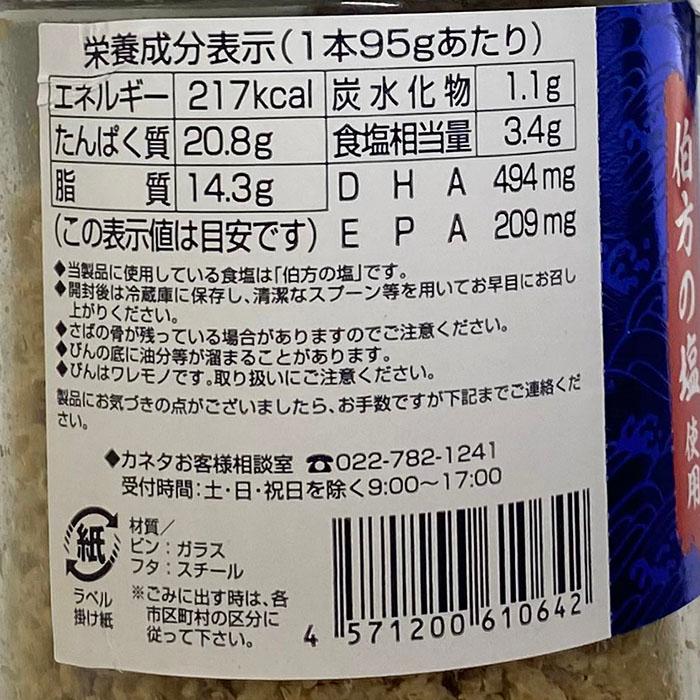 栄養成分表示(1本95gあたり)
エネルギー 217kcal 炭水化物 1.1g
たんぱく質 20.8g 食塩相当量 3.4g
脂質 14.3g DHA 494mg
(この表示値は目安です) EPA 209mg
◆当製品に使用している食塩は「伯方の塩」です。
◆開封後は冷蔵庫に保存し、清潔なスプーン等を用いてお早目にお召し
上がりください。
◆さばの骨が残っている場合がありますのでご注意ください。
◆びんの底に油分等が溜まることがあります。
◆びんはワレモノです。取り扱いにご注意ください。
製品にお気づきの点がございましたら、お手数ですが下記までご連絡くだ
さい。
◆カネタお客様相談室 ☎022-782-1241
受付時間:土・日・祝日を除く9:00〜17:00
紙
ラベル
掛け紙
材質/
ビン:ガラス
フタ:スチール
※ごみに出す時は、各
市区町村の区分に
従って下さい。
4 571200 610642
伯方の塩使用